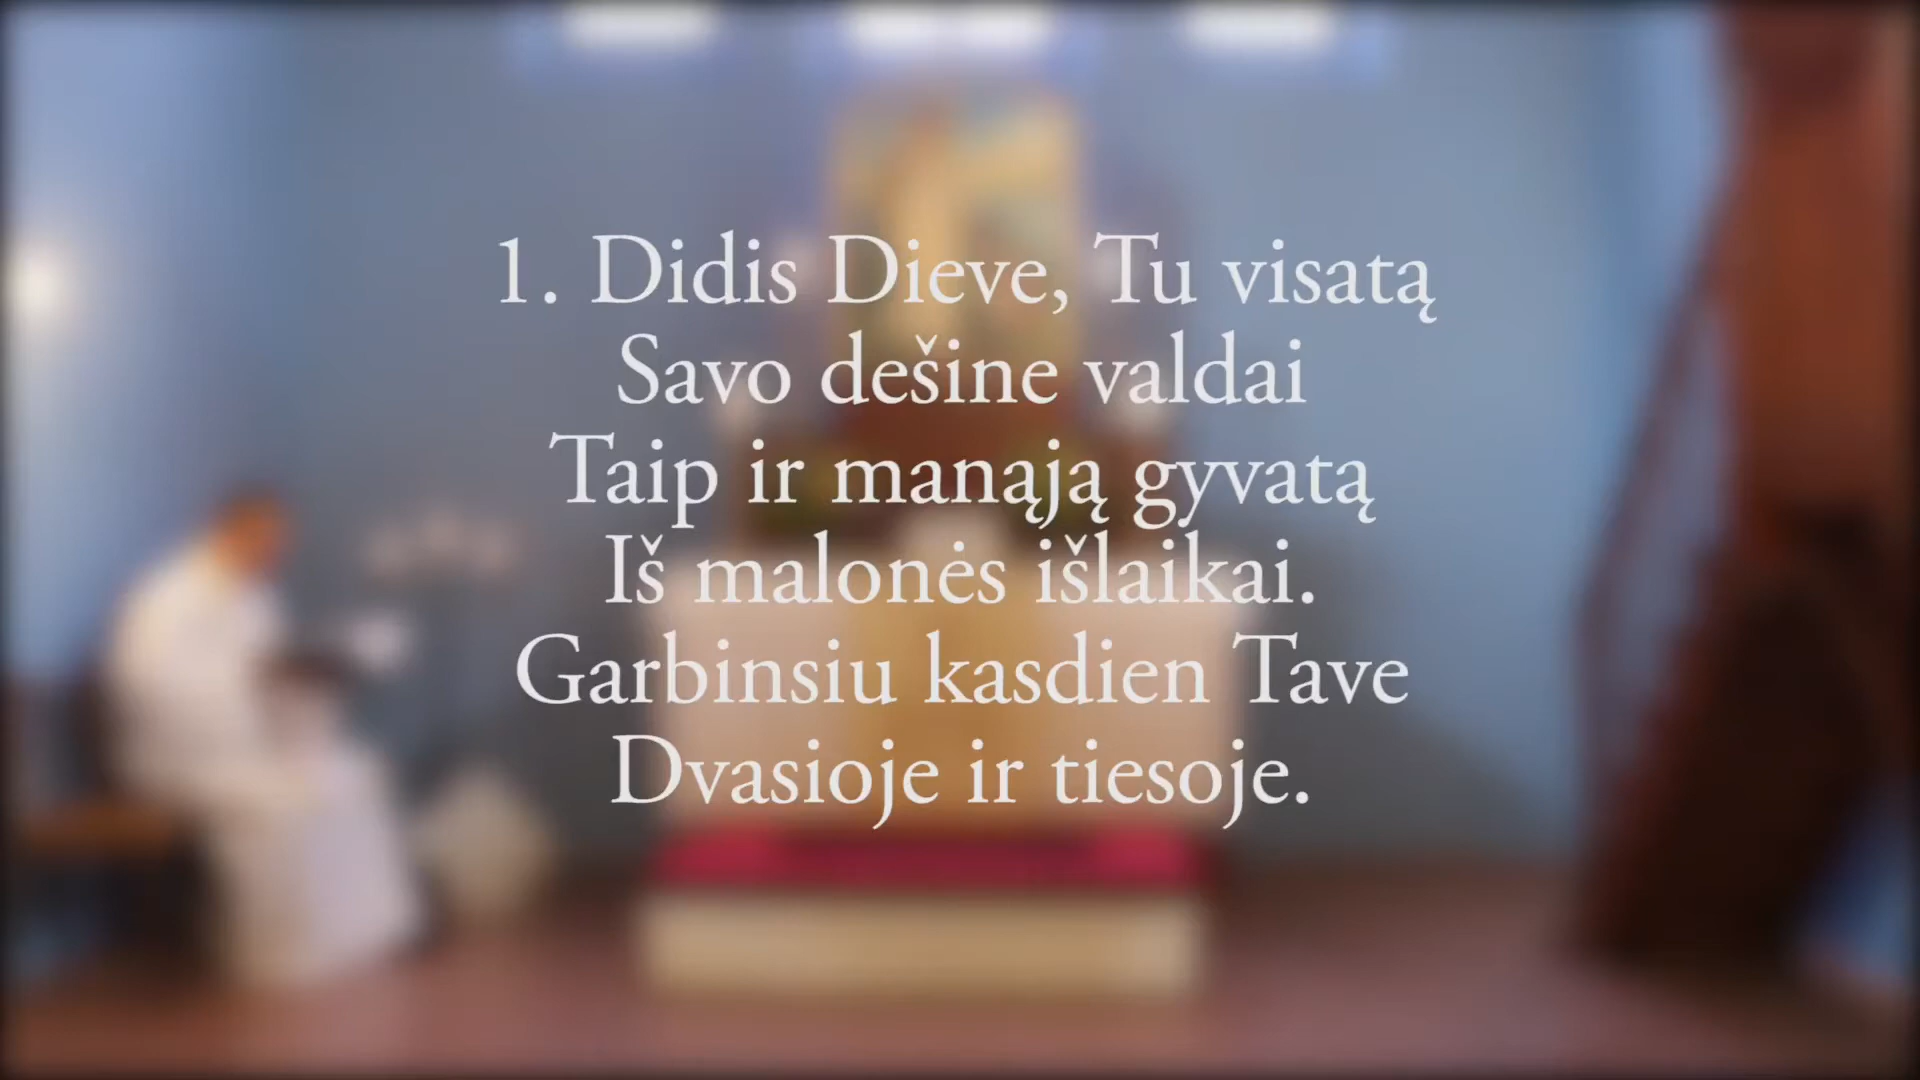 1. Didis Dieve, Tu visatą
Savo dešine valdai
Taip ir manąją gyvatą
Iš malonės išlaikai.
Garbinsiu kasdien Tave
Dvasioje ir tiesoje.